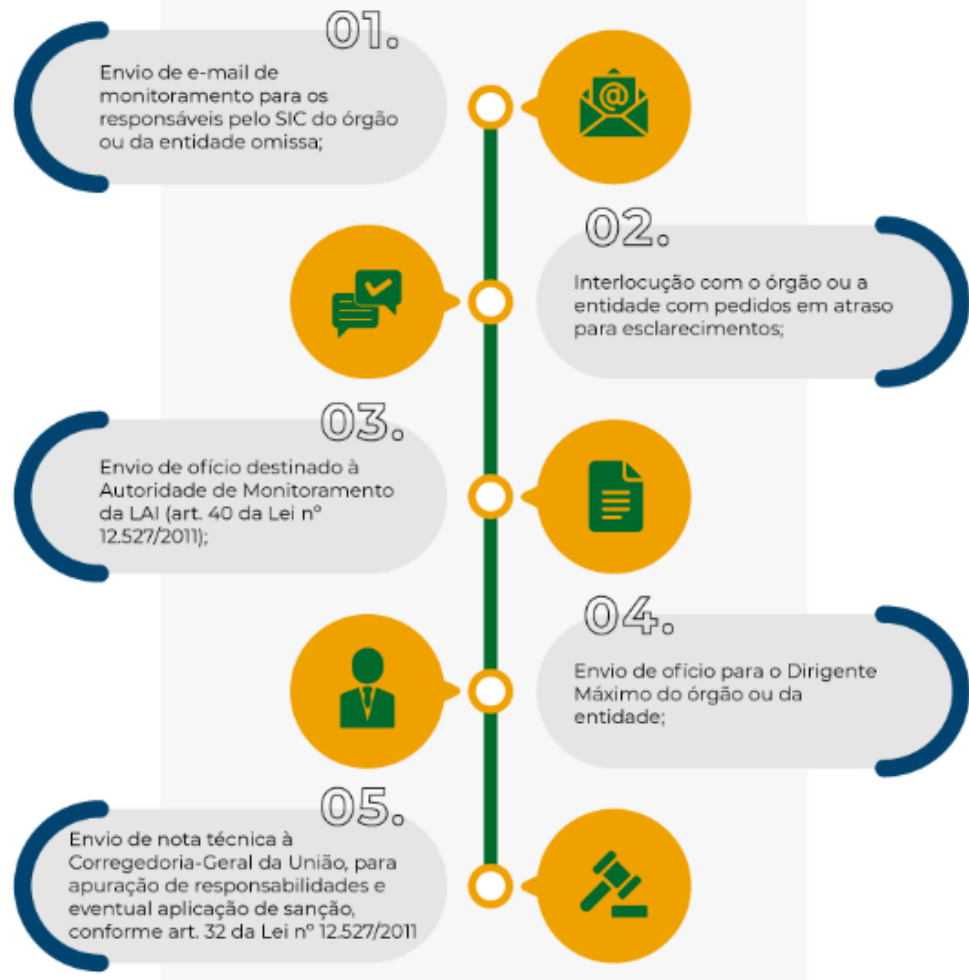 01.
Envio de e-mail de
monitoramento para os
responsáveis pelo SIC do órgão
ou da entidade omissa;
@
02.
Interlocução com o órgão ou a
entidade com pedidos em atraso
para esclarecimentos;
03.
Envio de ofício destinado à
Autoridade de Monitoramento
da LAI (art. 40 da Lei nº
12.527/2011);
04.
Envio de ofício para o Dirigente
Máximo do órgão ou da
entidade;
05.
Envio de nota técnica à
Corregedoria-Geral da União, para
apuração de responsabilidades e
eventual aplicação de sanção,
conforme art. 32 da Lei nº 12.527/2011